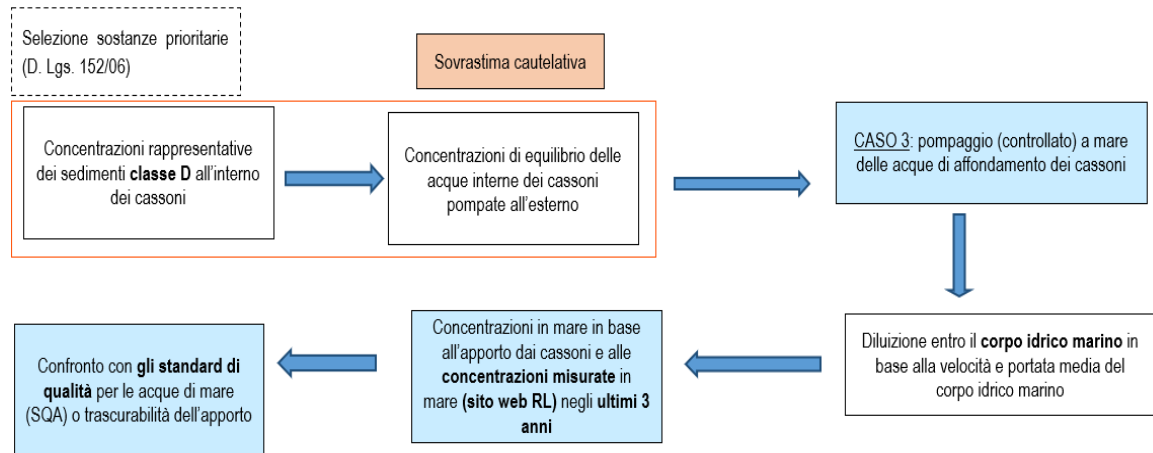 Selezione sostanze prioritarie
(D. Lgs. 152/06)
Sovrastima cautelativa
Concentrazioni rappresentative
dei sedimenti classe D all'interno
dei cassoni
Concentrazioni di equilibrio delle
acque interne dei cassoni
pompate all'esterno
CASO 3: pompaggio (controllato) a mare
delle acque di affondamento dei cassoni
Diluizione entro il corpo idrico marino in
base alla velocità e portata media del
corpo idrico marino
Concentrazioni in mare in base
all'apporto dai cassoni e alle
concentrazioni misurate in
mare (sito web RL) negli ultimi 3
anni
Confronto con gli standard di
qualità per le acque di mare
(SQA) o trascurabilità dell'apporto